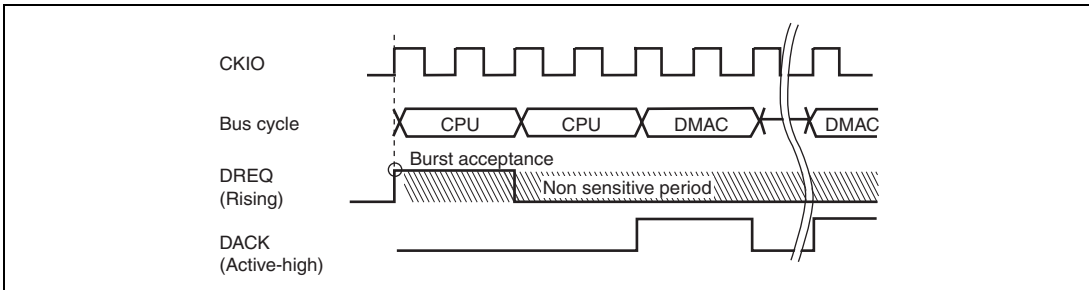 CKIO
Bus cycle
CPU
CPU
DMAC
DMAC
Burst acceptance
DREQ
(Rising)
Non sensitive period
DACK
(Active-high)